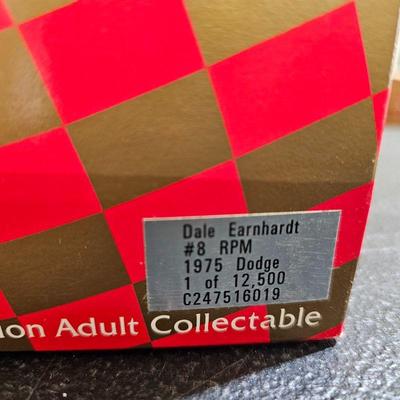 Dale Earnhardt
#8 RPM
1975 Dodge
1 of 12,500
C247516019
Adult Collectable